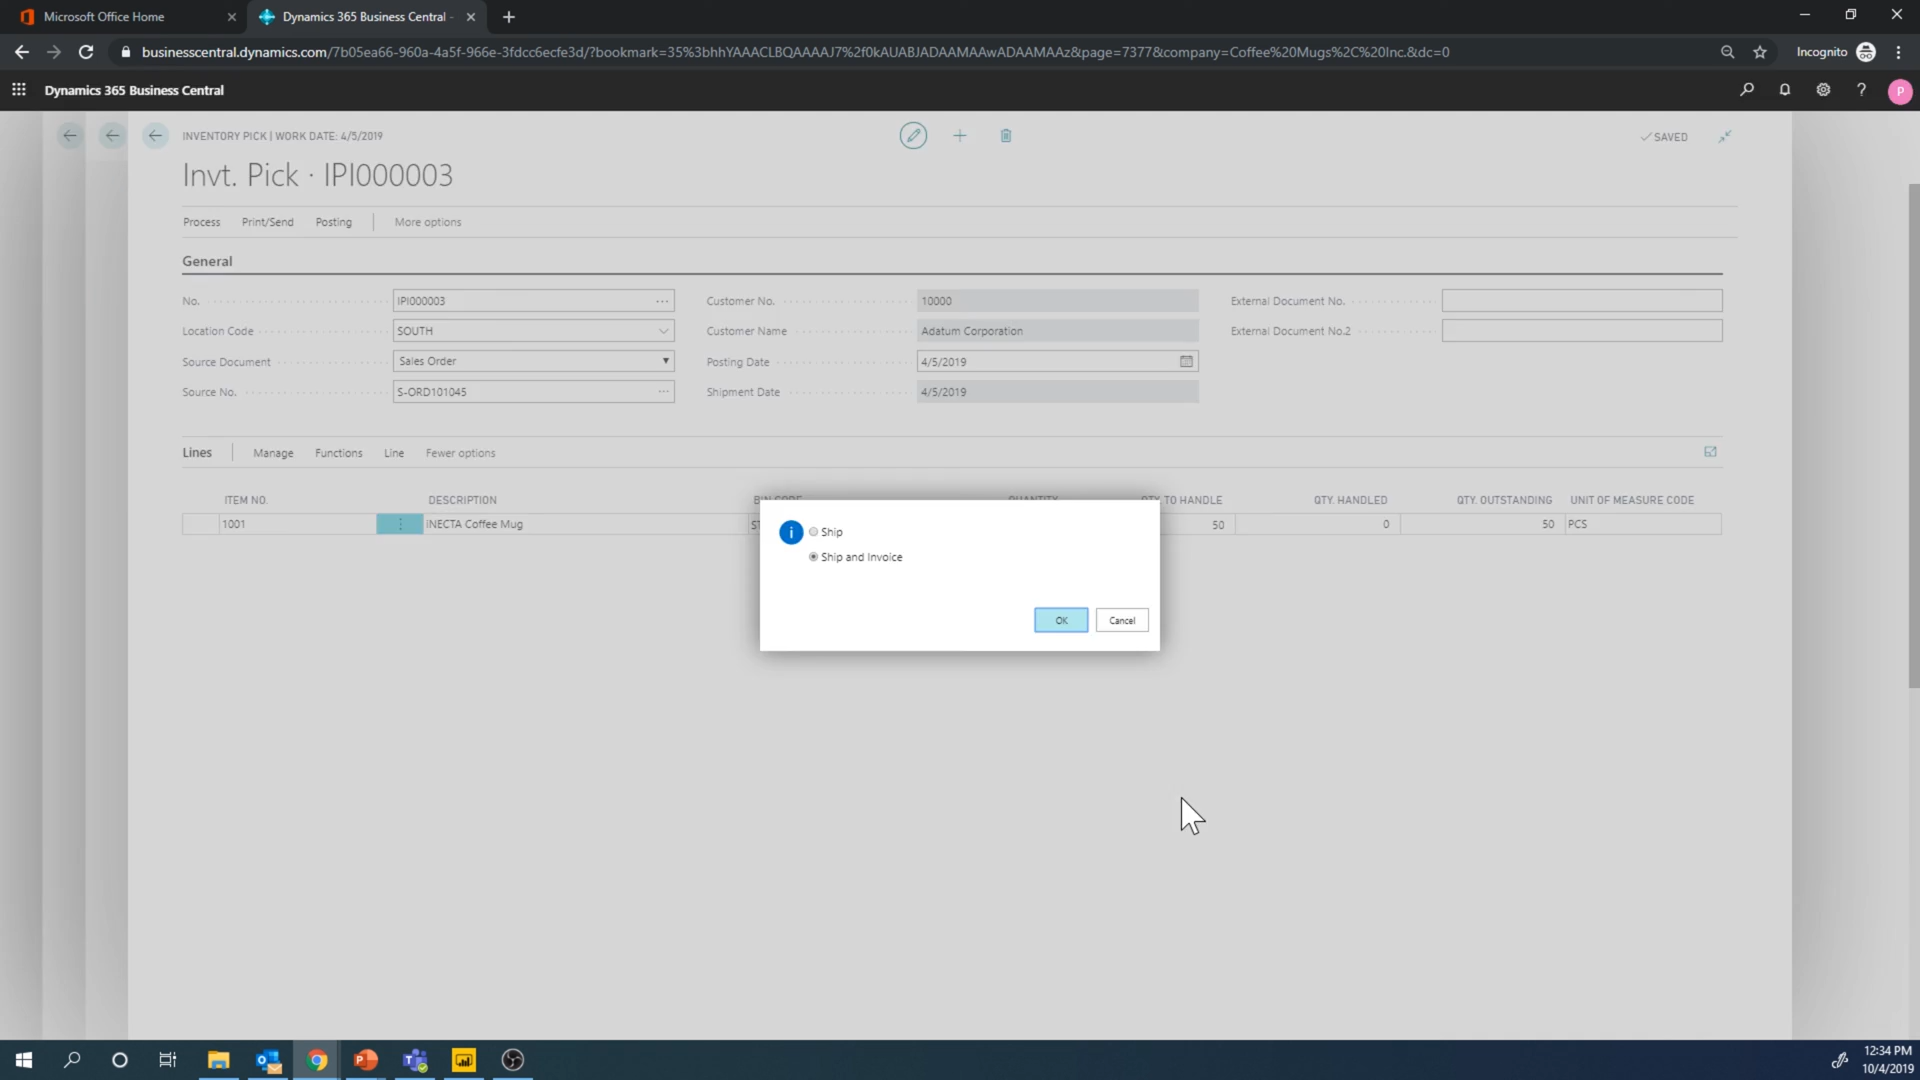 Microsoft Office Home
Dynamics 365 Business Central -
businesscentral.dynamics.com/7b05ea66-960a-4a5f-966e-3fdcc6ecfe3d/?bookmark=35%3bhhYAAACLBQAAAAJ7%2f0kAUABJADAAMAAwADAAMAAz&page=7377&company=Coffee%20Mugs%2C%20Inc.&dc=0
Incognito
Dynamics 365 Business Central
P
INVENTORY PICK | WORK DATE: 4/5/2019
SAVED
Invt. Pick · IPI000003
Process Print/Send Posting More options
General
No. IPI000003 Customer No. 10000 External Document No.
Location Code SOUTH Customer Name Adatum Corporation External Document No.2
Source Document Sales Order Posting Date 4/5/2019
Source No. S-ORD101045 Shipment Date 4/5/2019
Lines Manage Functions Line Fewer options
ITEM NO. DESCRIPTION BIN CODE QUANTITY QTY. TO HANDLE QTY. HANDLED QTY. OUTSTANDING UNIT OF MEASURE CODE
1001 iNECTA Coffee Mug 50 0 50 PCS
Ship
Ship and Invoice
OK Cancel
12:34 PM
10/4/2019